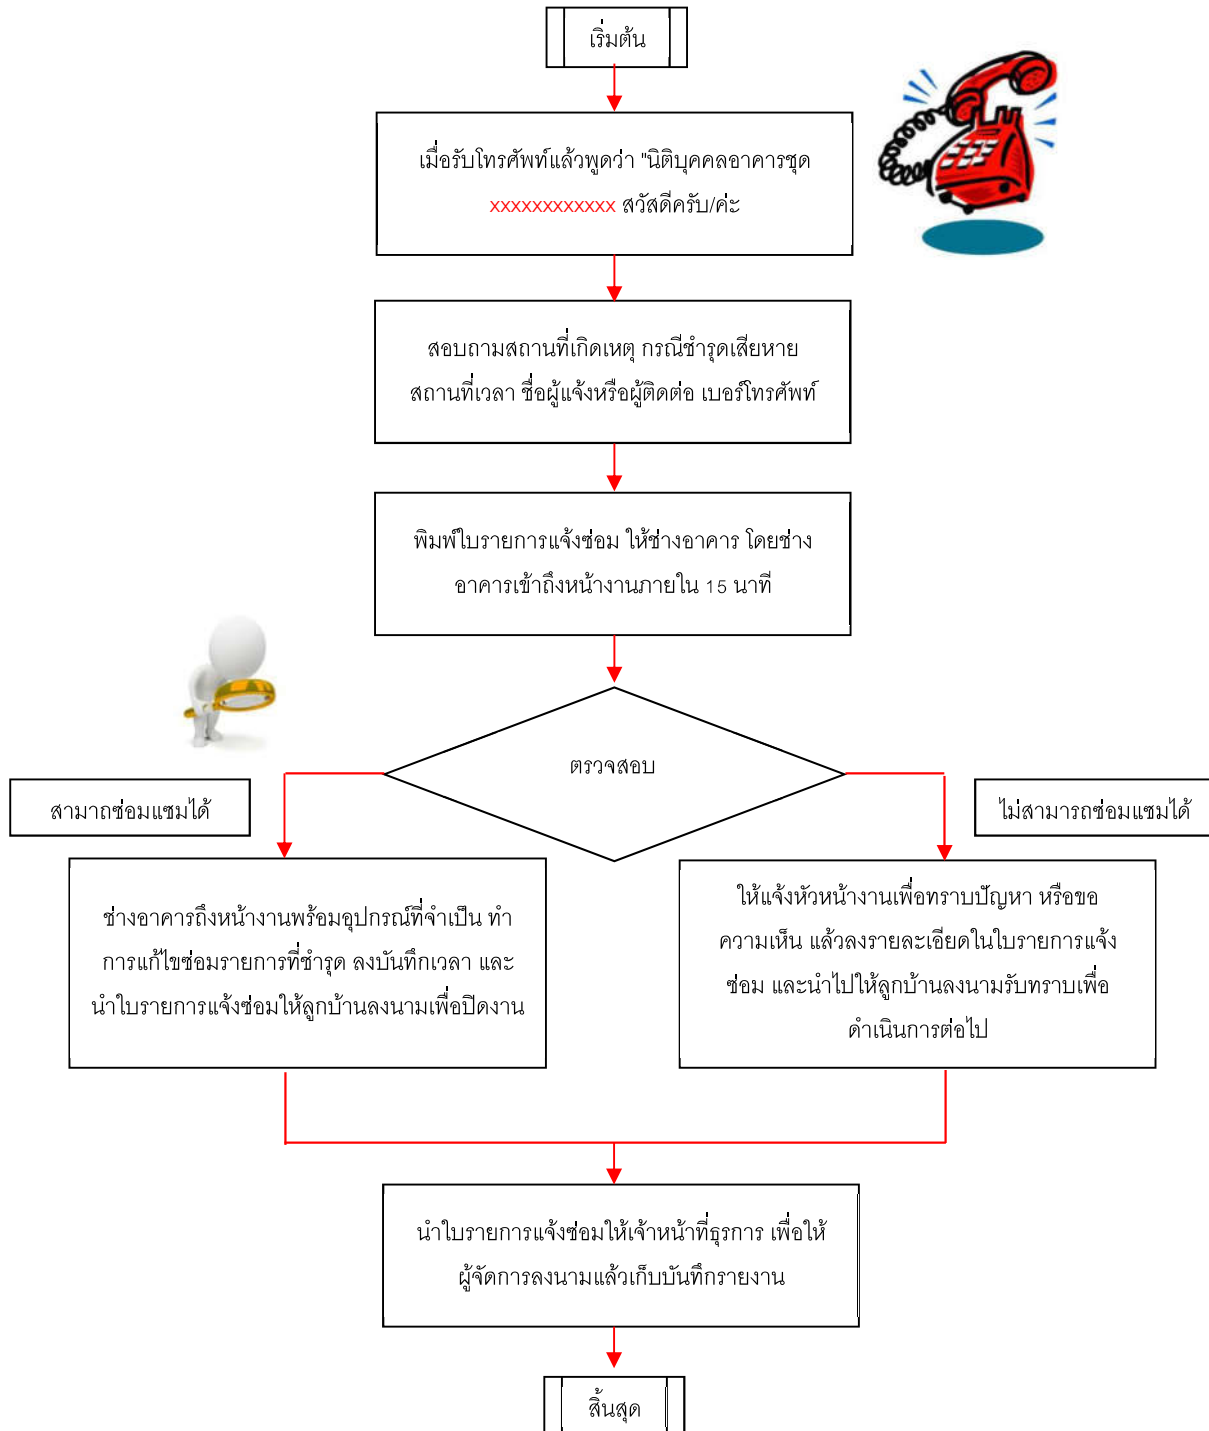 เริ่มต้น
เมื่อรับโทรศัพท์แล้วพูดว่า "นิติบุคคลอาคารชุด
xxxxxxxxxxxx สวัสดีครับ/ค่ะ
สอบถามสถานที่เกิดเหตุ กรณีชำรุดเสียหาย
สถานที่เวลา ชื่อผู้แจ้งหรือผู้ติดต่อ เบอร์โทรศัพท์
พิมพ์ใบรายการแจ้งซ่อม ให้ช่างอาคาร โดยช่าง
อาคารเข้าถึงหน้างานภายใน 15 นาที
ตรวจสอบ
สามาถซ่อมแซมได้
ไม่สามารถซ่อมแซมได้
ช่างอาคารถึงหน้างานพร้อมอุปกรณ์ที่จำเป็น ทำ
การแก้ไขซ่อมรายการที่ชำรุด ลงบันทึกเวลา และ
นำใบรายการแจ้งซ่อมให้ลูกบ้านลงนามเพื่อปิดงาน
ให้แจ้งหัวหน้างานเพื่อทราบปัญหา หรือขอ
ความเห็น แล้วลงรายละเอียดในใบรายการแจ้ง
ซ่อม และนำไปให้ลูกบ้านลงนามรับทราบเพื่อ
ดำเนินการต่อไป
นำใบรายการแจ้งซ่อมให้เจ้าหน้าที่ธุรการ เพื่อให้
ผู้จัดการลงนามแล้วเก็บบันทึกรายงาน
สิ้นสุด